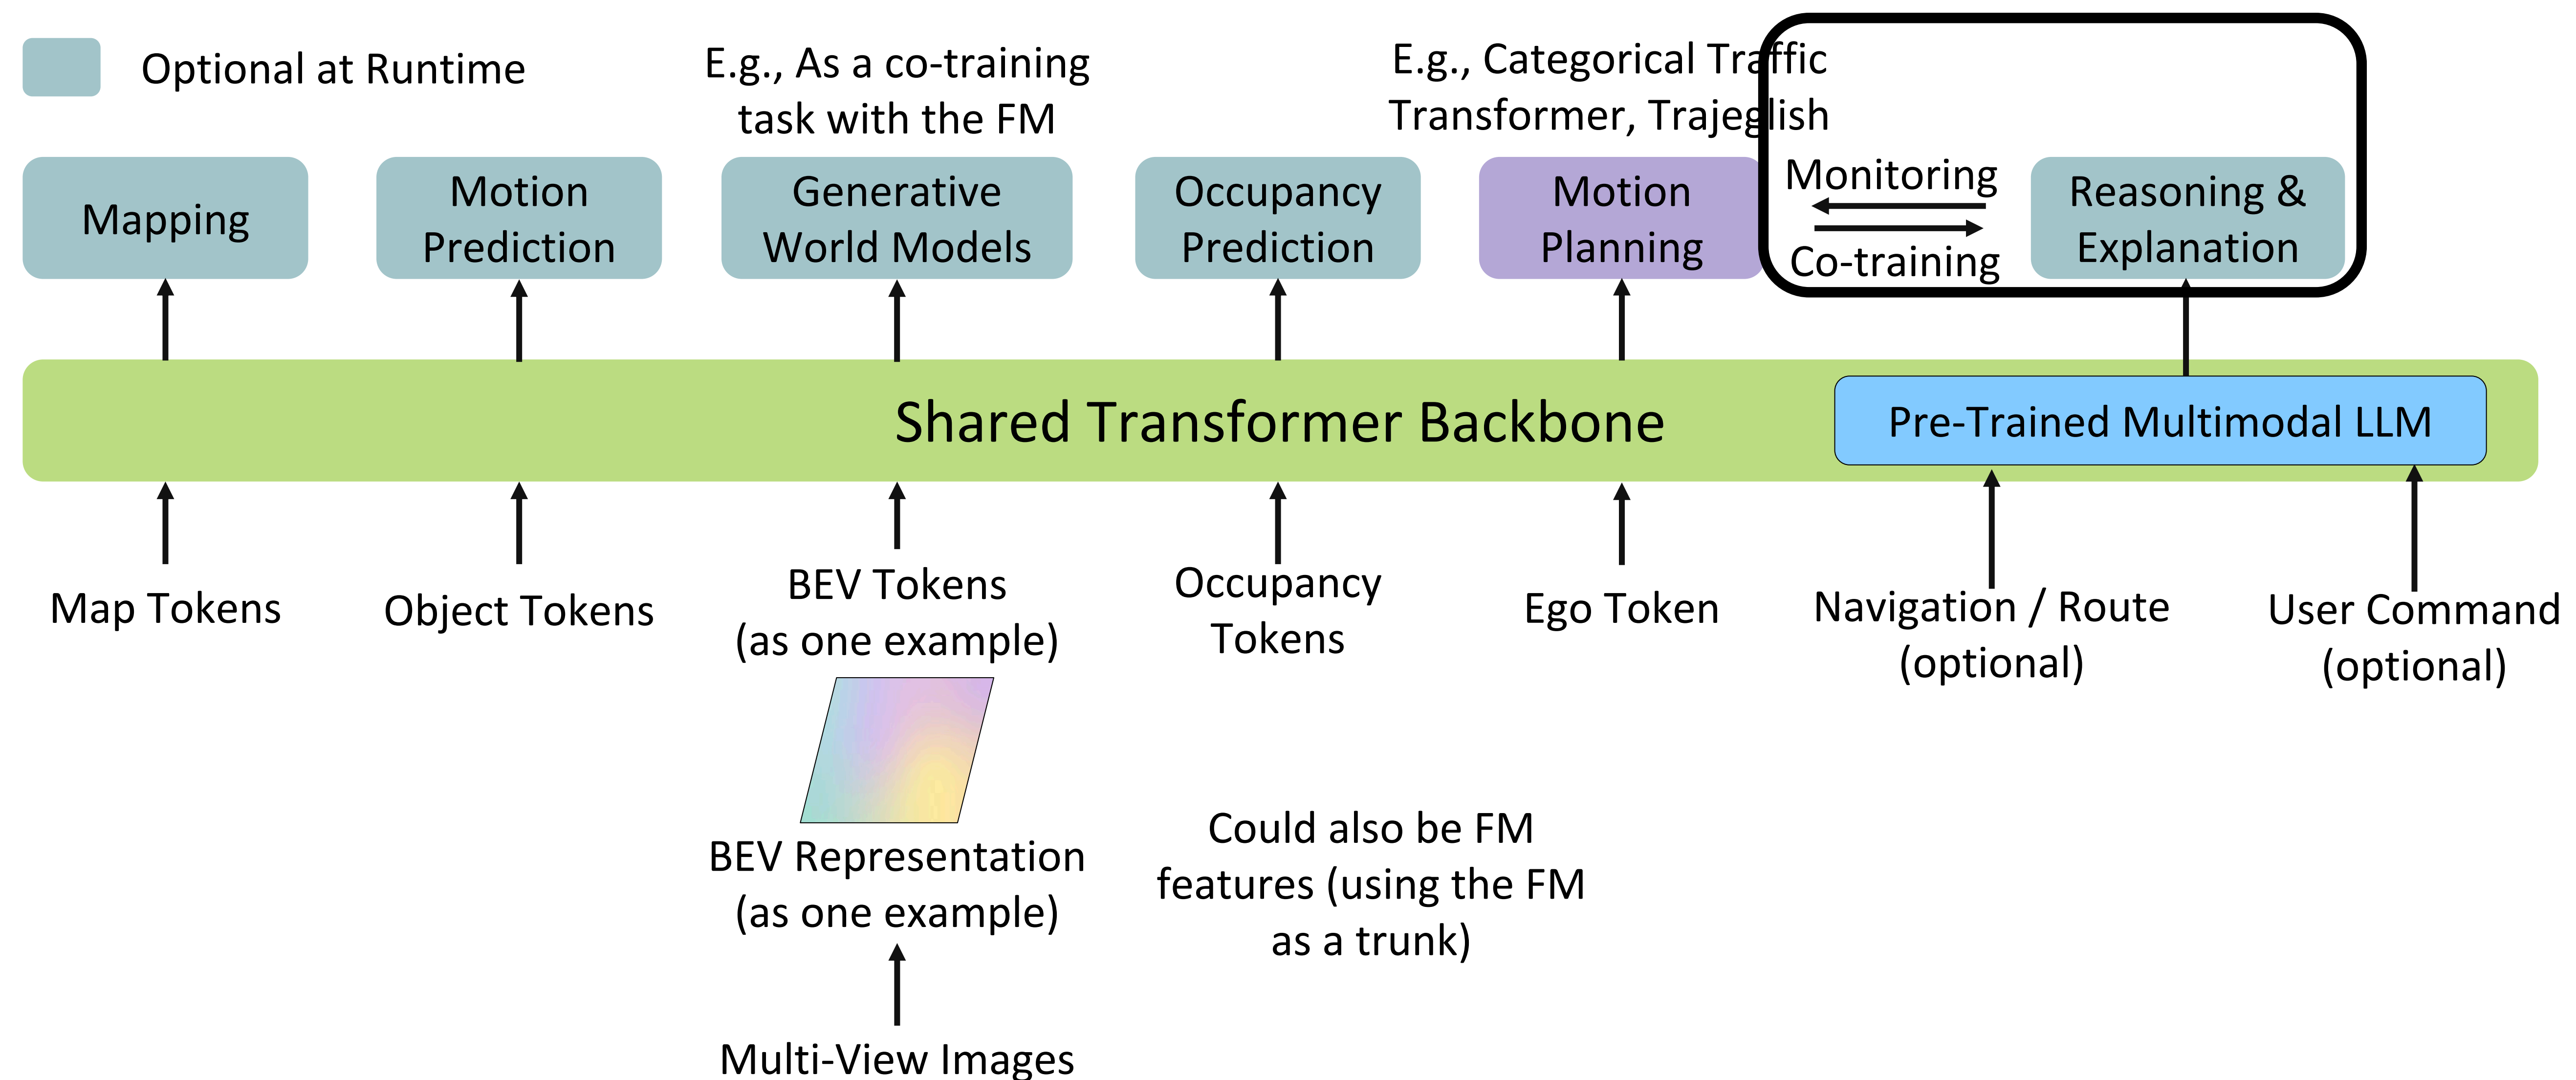 Optional at Runtime
E.g., As a co-training
task with the FM
E.g., Categorical Traffic
Transformer, Trajeglish
Mapping
Motion
Prediction
Generative
World Models
Occupancy
Prediction
Motion
Planning
Monitoring
Co-training
Reasoning &
Explanation
Shared Transformer Backbone
Pre-Trained Multimodal LLM
Map Tokens
Object Tokens
BEV Tokens
(as one example)
Occupancy
Tokens
Ego Token
Navigation / Route
(optional)
User Command
(optional)
BEV Representation
(as one example)
Could also be FM
features (using the FM
as a trunk)
Multi-View Images